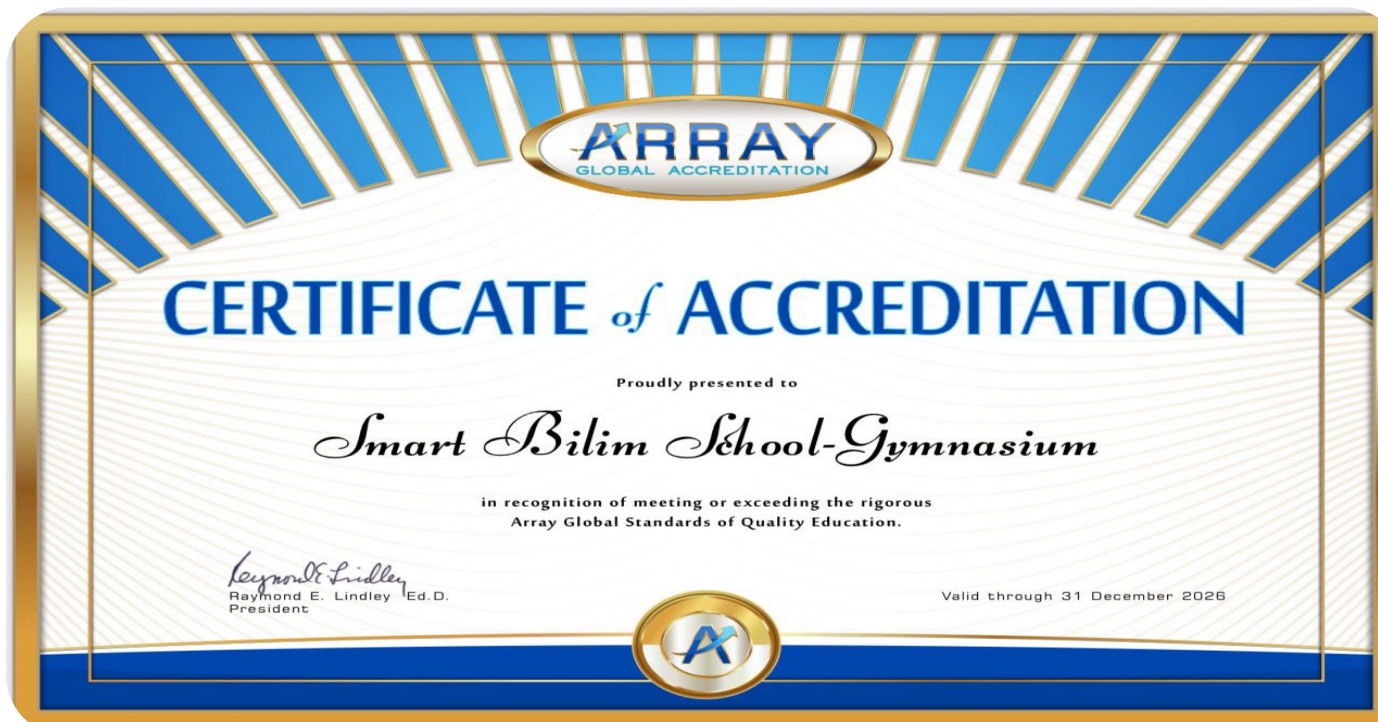 ARRAY
GLOBAL ACCREDITATION
CERTIFICATE of ACCREDITATION
Proudly presented to
Smart Bilim School-Gymnasium
in recognition of meeting or exceeding the rigorous
Array Global Standards of Quality Education.
Raymond E. Lindley
Raymond E. Lindley Ed.D.
President
Valid through 31 December 2026
A